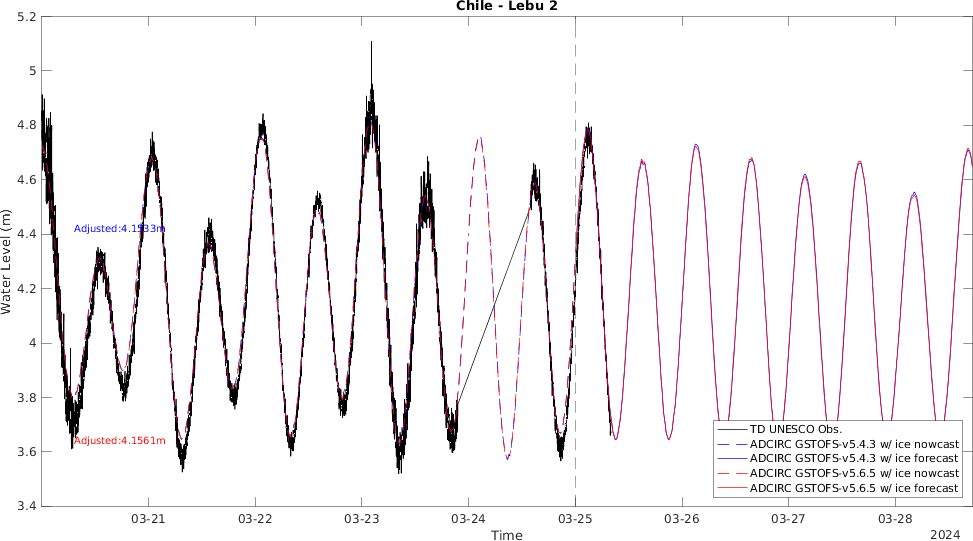 Chile - Lebu 2
5.2
5
4.8
4.6
4.4
4.2
4
3.8
3.6
3.4
Water Level (m)
Adjusted:4.1533m
Adjusted:4.1561m
TD UNESCO Obs.
ADCIRC GSTOFS-v5.4.3 w/ ice nowcast
ADCIRC GSTOFS-v5.4.3 w/ ice forecast
ADCIRC GSTOFS-v5.6.5 w/ ice nowcast
ADCIRC GSTOFS-v5.6.5 w/ ice forecast
03-21 03-22 03-23 03-24 03-25 03-26 03-27 03-28
Time
2024